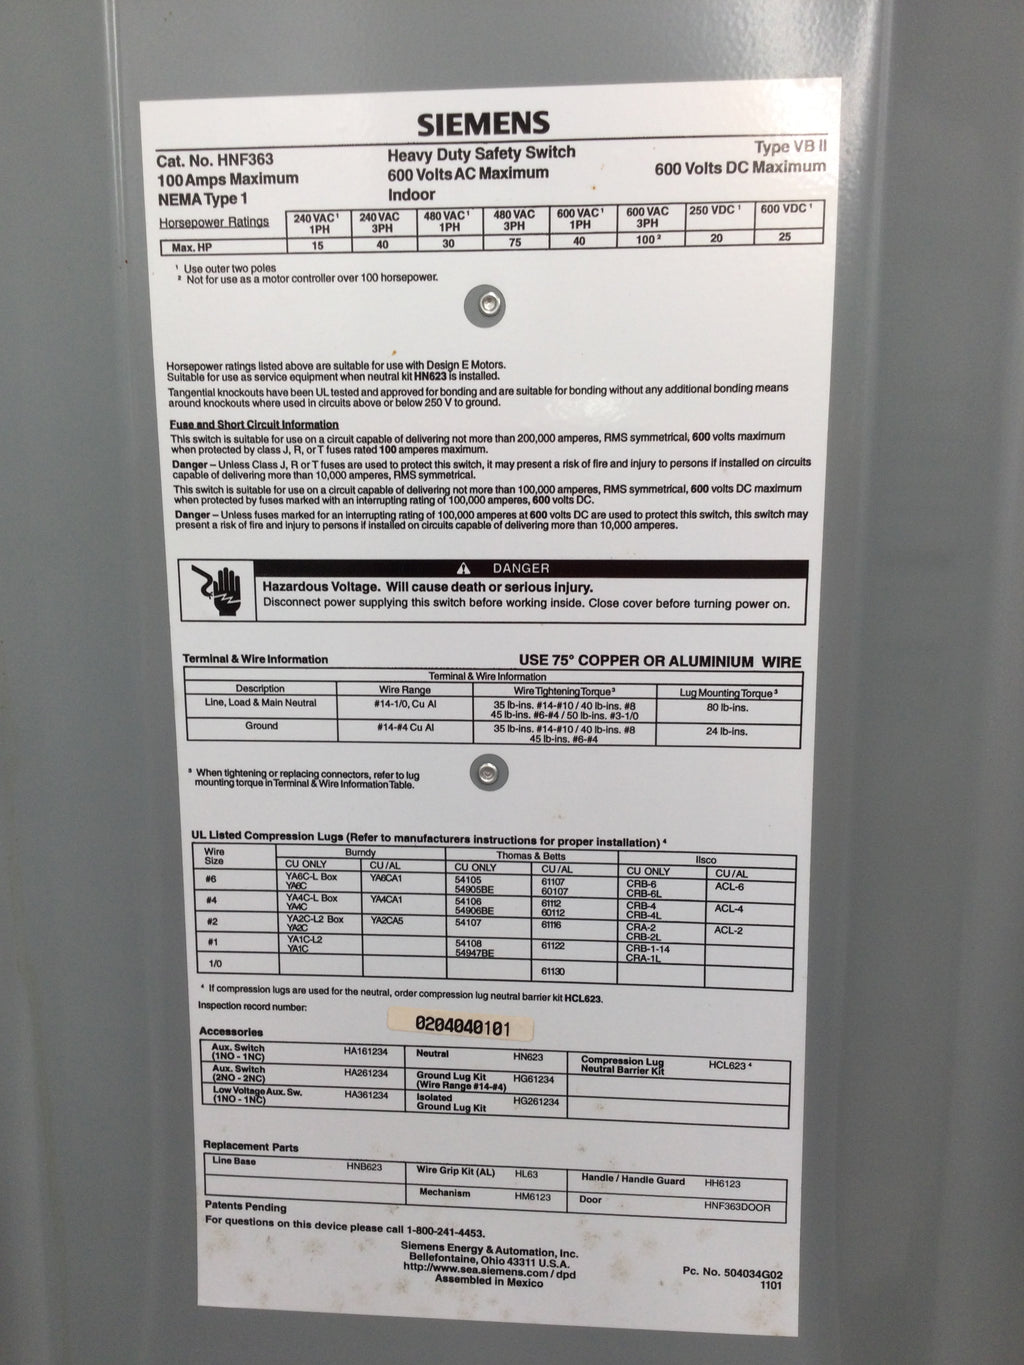 SIEMENS
Cat. No. HNF363
100 Amps Maximum
NEMA Type 1
Heavy Duty Safety Switch
600 Volts AC Maximum
Indoor
Type VB II
600 Volts DC Maximum
Horsepower Ratings 240 VAC¹ 1PH 240 VAC 3PH 480 VAC¹ 1PH 480 VAC 3PH 600 VAC¹ 1PH 600 VAC 3PH 250 VDC ¹ 600 VDC ¹
Max. HP 15 40 30 75 40 100² 20 25
¹ Use outer two poles
² Not for use as a motor controller over 100 horsepower.
Horsepower ratings listed above are suitable for use with Design E Motors.
Suitable for use as service equipment when neutral kit HN623 is installed.
Tangential knockouts have been UL tested and approved for bonding and are suitable for bonding without any additional bonding means
around knockouts where used in circuits above or below 250 V to ground.
Fuse and Short Circuit Information
This switch is suitable for use on a circuit capable of delivering not more than 200,000 amperes, RMS symmetrical, 600 volts maximum
when protected by class J, R, or T fuses rated 100 amperes maximum.
Danger – Unless Class J, R or T fuses are used to protect this switch, it may present a risk of fire and injury to persons if installed on circuits
capable of delivering more than 10,000 amperes, RMS symmetrical.
This switch is suitable for use on a circuit capable of delivering not more than 100,000 amperes, RMS symmetrical, 600 volts DC maximum
when protected by fuses marked with an interrupting rating of 100,000 amperes, 600 volts DC.
Danger – Unless fuses marked for an interrupting rating of 100,000 amperes at 600 volts DC are used to protect this switch, this switch may
present a risk of fire and injury to persons if installed on circuits capable of delivering more than 10,000 amperes.
DANGER
Hazardous Voltage. Will cause death or serious injury.
Disconnect power supplying this switch before working inside. Close cover before turning power on.
Terminal & Wire Information USE 75° COPPER OR ALUMINIUM WIRE
Terminal & Wire Information
Description Wire Range Wire Tightening Torque³ Lug Mounting Torque³
Line, Load & Main Neutral #14-1/0, Cu Al 35 lb-ins. #14-#10 / 40 lb-ins. #8 80 lb-ins.
45 lb-ins. #6-#4 / 50 lb-ins. #3-1/0
Ground #14-#4 Cu Al 35 lb-ins. #14-#10 / 40 lb-ins. #8 24 lb-ins.
45 lb-ins. #6-#4
³ When tightening or replacing connectors, refer to lug
mounting torque in Terminal & Wire Information Table.
UL Listed Compression Lugs (Refer to manufacturers instructions for proper installation) ⁴
Wire Size Burndy Thomas & Betts Ilsco
CU ONLY CU/AL CU ONLY CU/AL CU ONLY CU/AL
#6 YA6C-L Box YA6CA1 54105 61107 CRB-6 ACL-6
YA6C 54905BE 60107 CRB-6L
#4 YA4C-L Box YA4CA1 54106 61112 CRB-4 ACL-4
YA4C 54906BE 60112 CRB-4L
#2 YA2C-L2 Box YA2CA5 54107 61116 CRA-2 ACL-2
YA2C CRB-2L
#1 YA1C-L2 54108 61122 CRB-1-14
YA1C 54947BE CRA-1L
1/0 61130
⁴ If compression lugs are used for the neutral, order compression lug neutral barrier kit HCL623.
Inspection record number:
0204040101
Accessories
Aux. Switch HA161234 Neutral HN623 Compression Lug HCL623 ⁴
(1NO - 1NC) Neutral Barrier Kit
Aux. Switch HA261234 Ground Lug Kit HG61234
(2NO - 2NC) (Wire Range #14-#4)
Low Voltage Aux. Sw. HA361234 Isolated HG261234
(1NO - 1NC) Ground Lug Kit
Replacement Parts
Line Base HNB623 Wire Grip Kit (AL) HL63 Handle / Handle Guard HH6123
Mechanism HM6123 Door HNF363DOOR
Patents Pending
For questions on this device please call 1-800-241-4453.
Siemens Energy & Automation, Inc.
Bellefontaine, Ohio 43311 U.S.A.
http://www.sea.siemens.com / dpd
Assembled in Mexico
Pc. No. 504034G02
1101